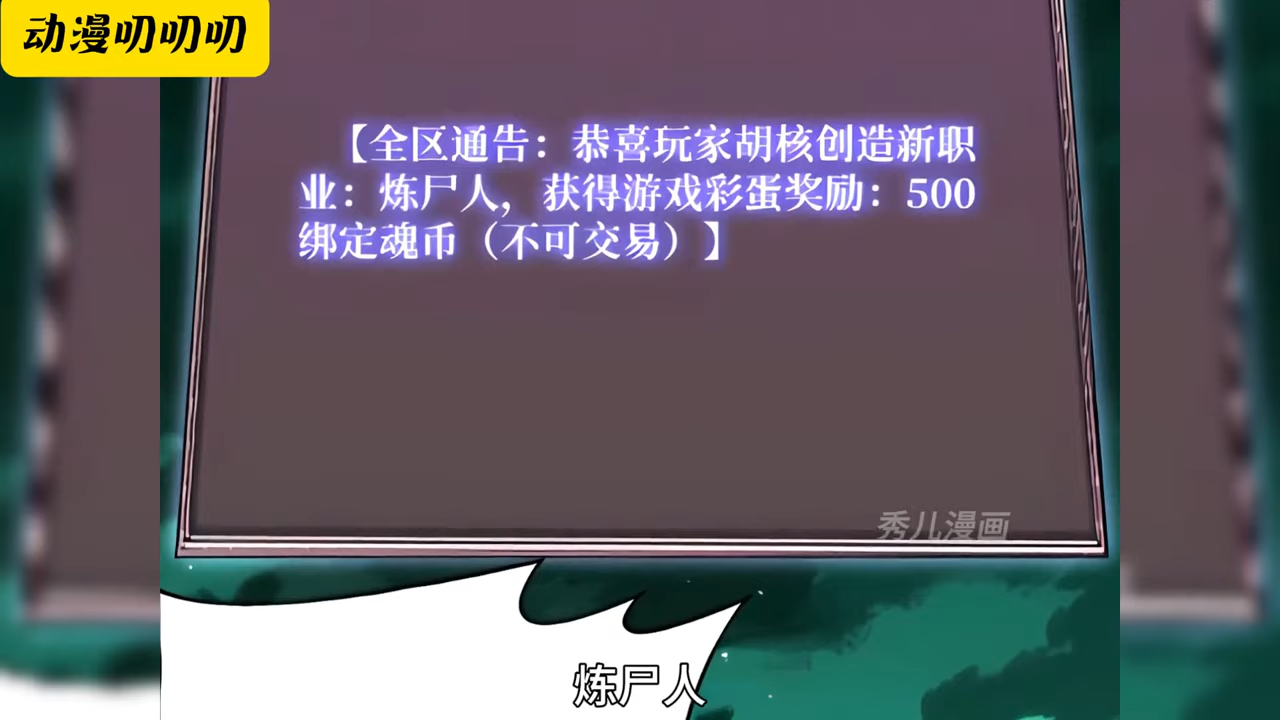 动漫叨叨叨
【全区通告：恭喜玩家胡核创造新职
业：炼尸人，获得游戏彩蛋奖励：500
绑定魂币（不可交易）】
秀儿漫画
炼尸人